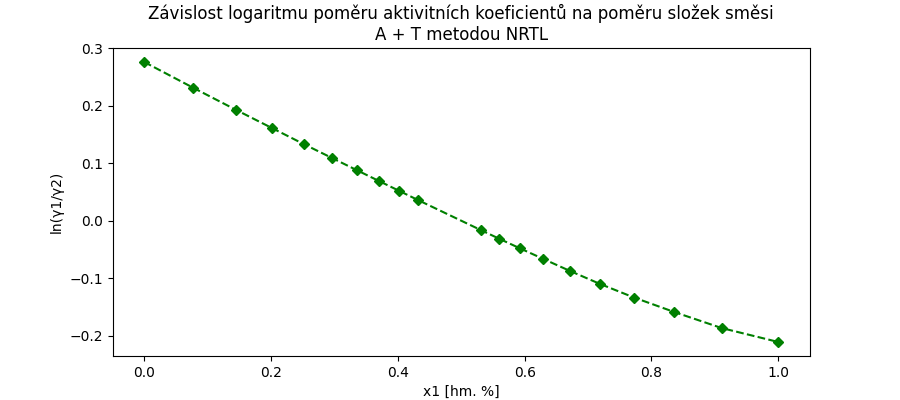 Závislost logaritmu poměru aktivitních koeficientů na poměru složek směsi
A + T metodou NRTL
0.3
0.2
0.1
0.0
−0.1
−0.2
ln(γ1/γ2)
0.0 0.2 0.4 0.6 0.8 1.0
x1 [hm. %]